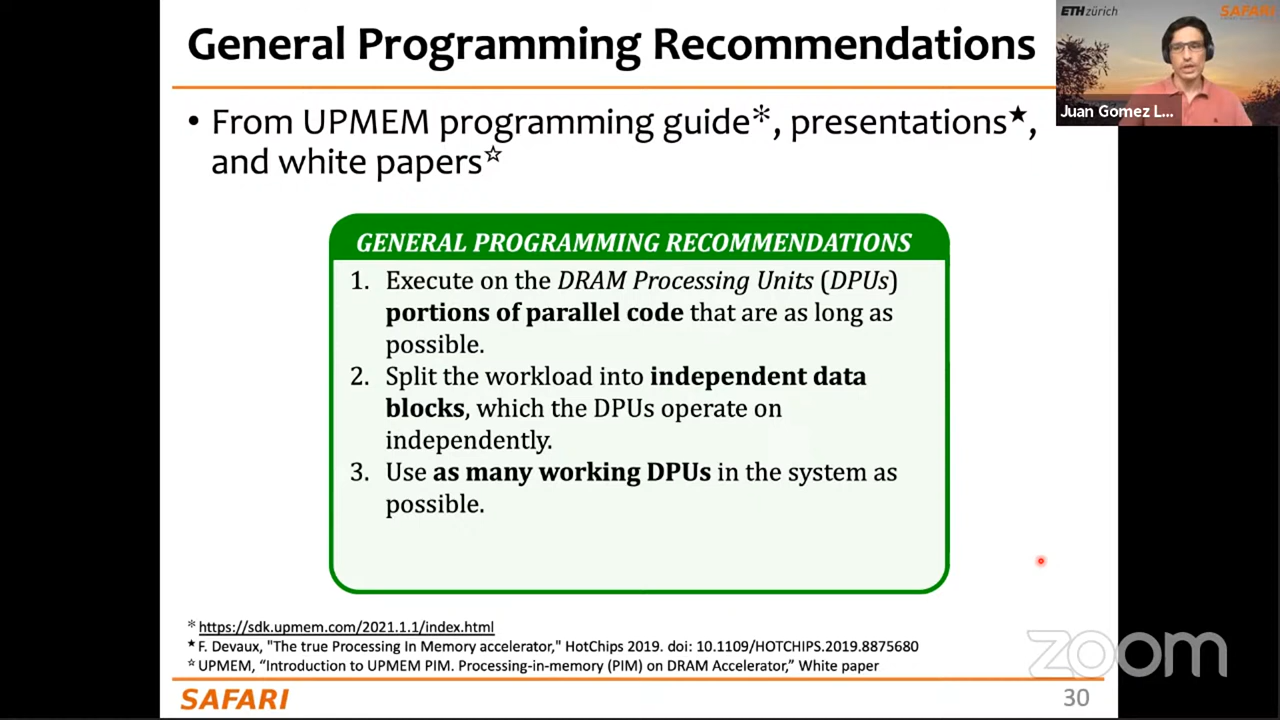 General Programming Recommendations
ETH zürich
SAFARI
Juan Gomez L...
• From UPMEM programming guide*, presentations★,
and white papers☆
GENERAL PROGRAMMING RECOMMENDATIONS
1. Execute on the DRAM Processing Units (DPUs)
portions of parallel code that are as long as
possible.
2. Split the workload into independent data
blocks, which the DPUs operate on
independently.
3. Use as many working DPUs in the system as
possible.
* https://sdk.upmem.com/2021.1.1/index.html
★ F. Devaux, "The true Processing In Memory accelerator," HotChips 2019. doi: 10.1109/HOTCHIPS.2019.8875680
☆ UPMEM, “Introduction to UPMEM PIM. Processing-in-memory (PIM) on DRAM Accelerator,” White paper
zoom
SAFARI
30